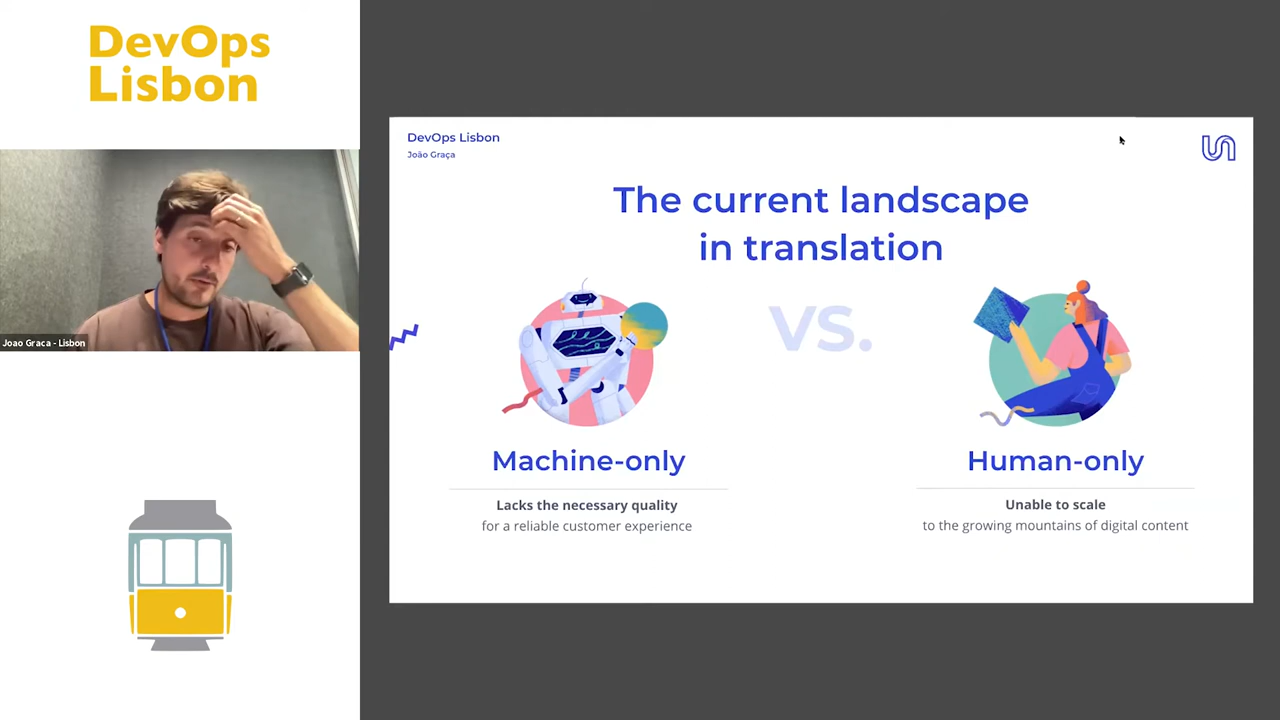 DevOps
Lisbon
Joao Graca - Lisbon
DevOps Lisbon
João Graça
The current landscape
in translation
VS.
Machine-only
Lacks the necessary quality
for a reliable customer experience
Human-only
Unable to scale
to the growing mountains of digital content